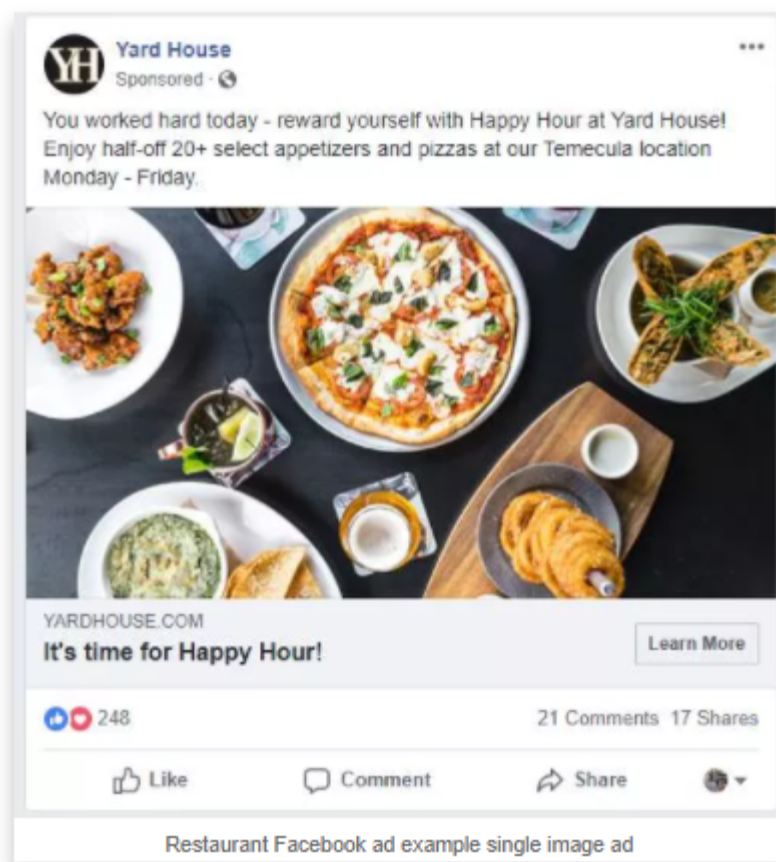 YH
Yard House
Sponsored ·
You worked hard today - reward yourself with Happy Hour at Yard House!
Enjoy half-off 20+ select appetizers and pizzas at our Temecula location
Monday - Friday.
YARDHOUSE.COM
It's time for Happy Hour!
Learn More
248
21 Comments 17 Shares
Like Comment Share
Restaurant Facebook ad example single image ad